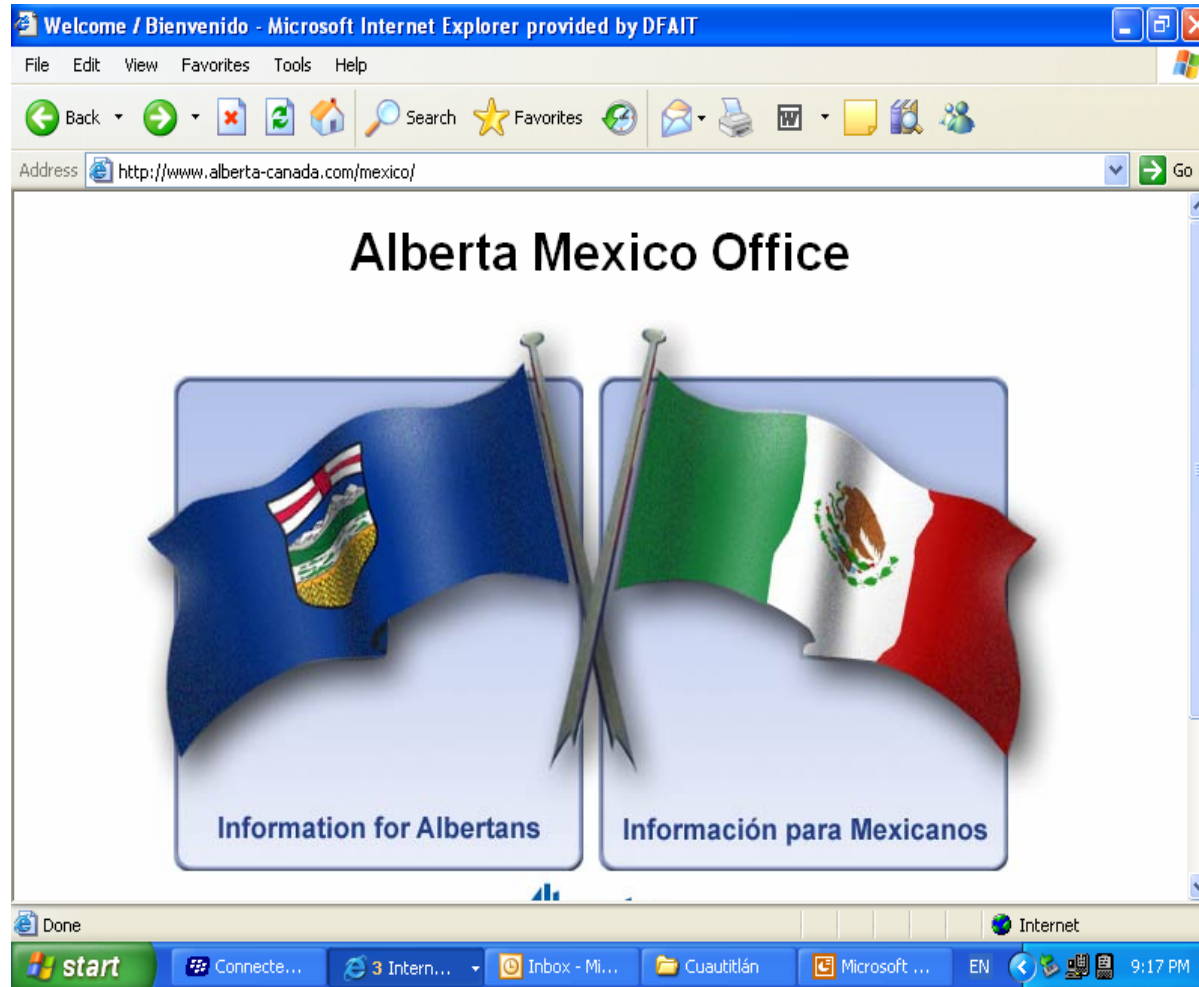 Welcome / Bienvenido - Microsoft Internet Explorer provided by DFAIT
File Edit View Favorites Tools Help
Back Search Favorites
Address http://www.alberta-canada.com/mexico/ Go
Alberta Mexico Office
Information for Albertans
Información para Mexicanos
Done Internet
start Connecte... 3 Intern... Inbox - Mi... Cuautitlán Microsoft ... EN 9:17 PM